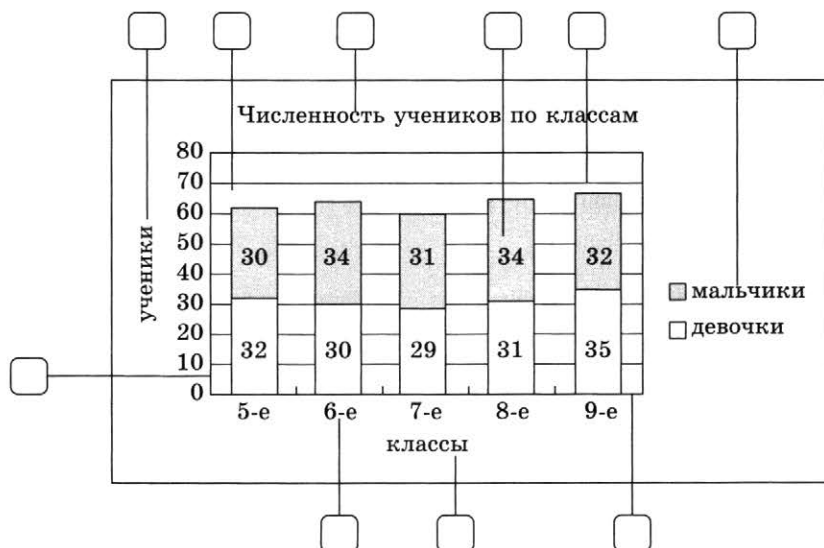 Численность учеников по классам
80
70
60
50
40
30
20
10
0
ученики
30 34 31 34 32
32 30 29 31 35
5-е 6-е 7-е 8-е 9-е
классы
мальчики
девочки